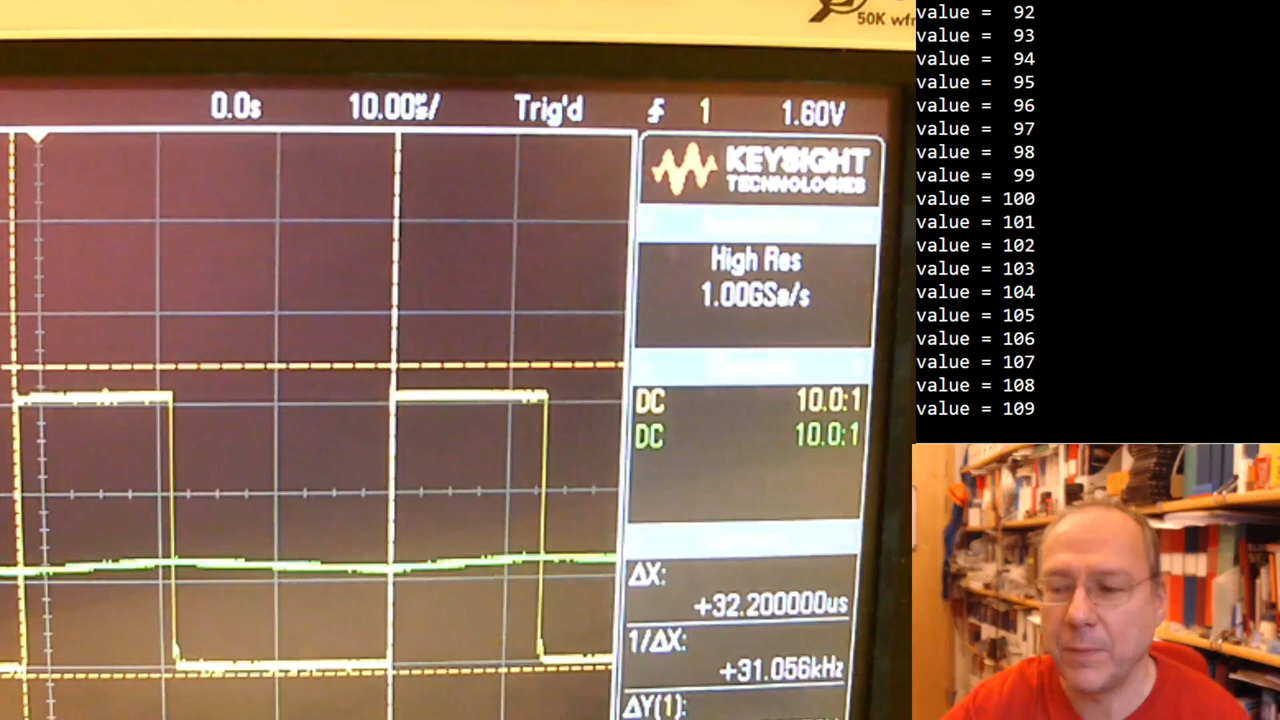 50K wfr
0.0s 10.00us/ Trig'd 1 1.60V
KEYSIGHT
TECHNOLOGIES
High Res
1.00GSa/s
DC 10.0:1
DC 10.0:1
ΔX:
+32.200000us
1/ΔX:
+31.056kHz
ΔY(1):
value = 92
value = 93
value = 94
value = 95
value = 96
value = 97
value = 98
value = 99
value = 100
value = 101
value = 102
value = 103
value = 104
value = 105
value = 106
value = 107
value = 108
value = 109